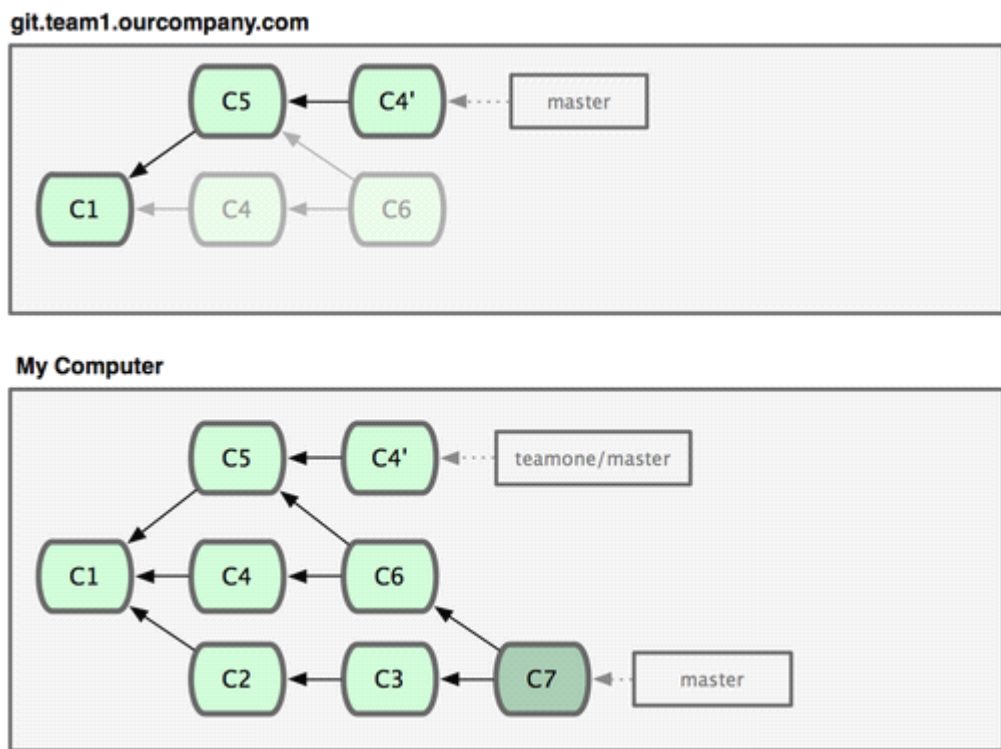 git.team1.ourcompany.com
C5 C4' master
C1 C4 C6
My Computer
C5 C4' teamone/master
C1 C4 C6
C2 C3 C7 master